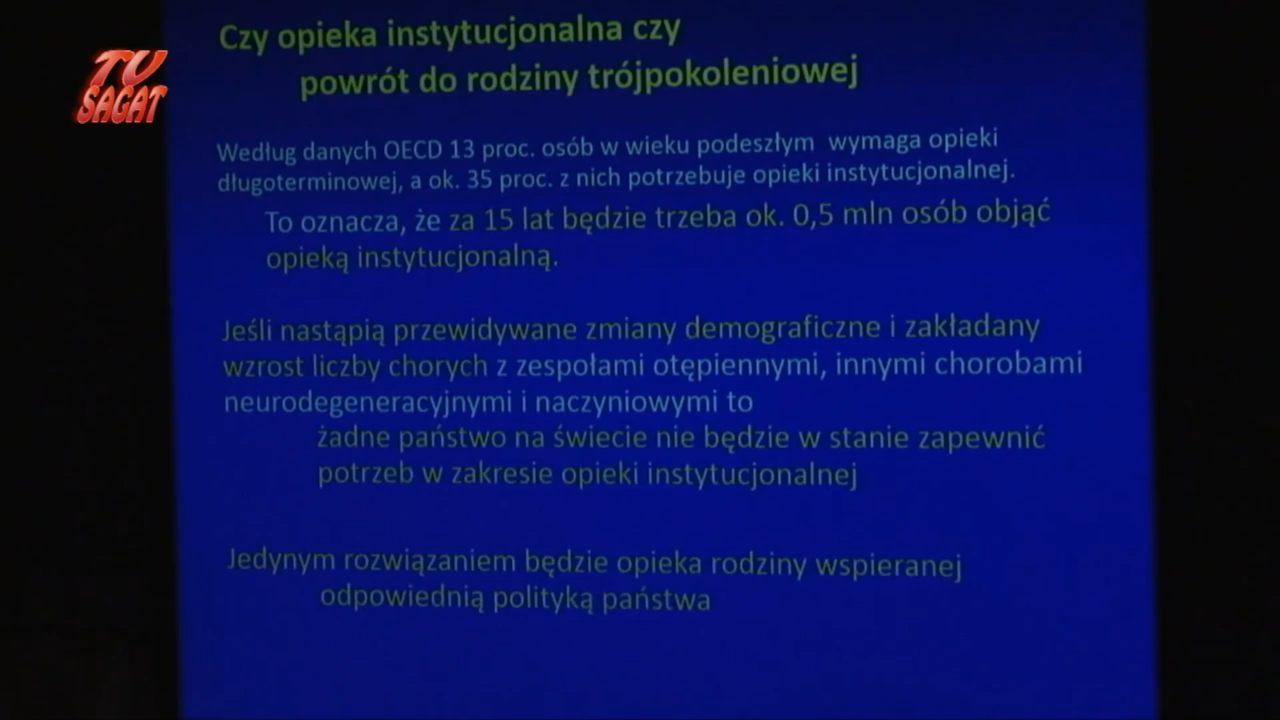 TV
SAGAT
Czy opieka instytucjonalna czy
powrót do rodziny trójpokoleniowej
Według danych OECD 13 proc. osób w wieku podeszłym wymaga opieki
długoterminowej, a ok. 35 proc. z nich potrzebuje opieki instytucjonalnej.
To oznacza, że za 15 lat będzie trzeba ok. 0,5 mln osób objąć
opieką instytucjonalną.
Jeśli nastąpią przewidywane zmiany demograficzne i zakładany
wzrost liczby chorych z zespołami otępiennymi, innymi chorobami
neurodegeneracyjnymi i naczyniowymi to
żadne państwo na świecie nie będzie w stanie zapewnić
potrzeb w zakresie opieki instytucjonalnej
Jedynym rozwiązaniem będzie opieka rodziny wspieranej
odpowiednią polityką państwa